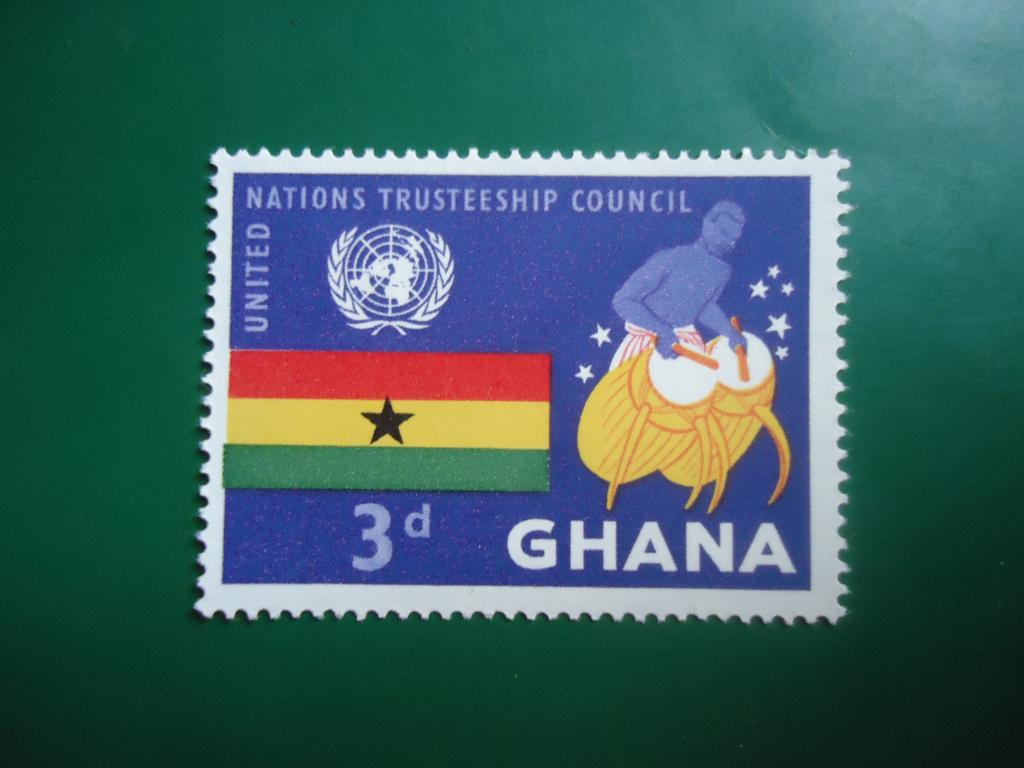 UNITED
NATIONS TRUSTEESHIP COUNCIL
3d
GHANA